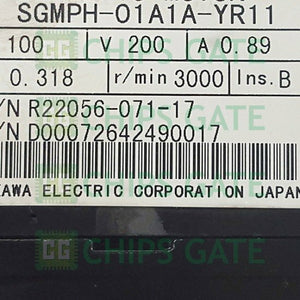 SGMPH-01A1A-YR11
100 V 200 A 0.89
0.318 r/min 3000 Ins.B
/N R22056-071-17
/N D00072642490017
KAWA ELECTRIC CORPORATION JAPAN
CHIPS GATE
CHIPS GATE